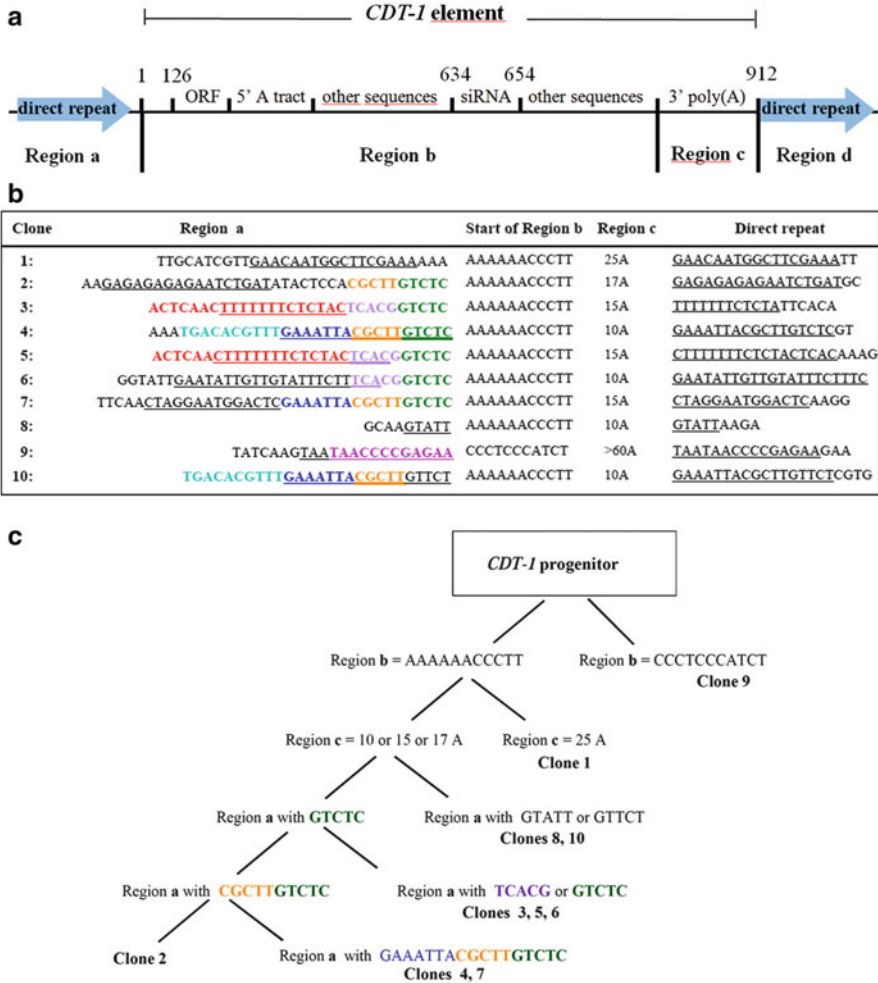 a
CDT-1 element
1 126 634 654 912
direct repeat ORF 5' A tract other sequences siRNA other sequences 3' poly(A) direct repeat
Region a Region b Region c Region d
b
Clone Region a Start of Region b Region c Direct repeat
1: TTGCATCGTTGAACAATGGCTTCGAAAAAA AAAAAACCCTT 25A GAACAATGGCTTCGAAATT
2: AAGAGAGAGAGAATCTGATATACTCCACGCTTGTCTC AAAAAACCCTT 17A GAGAGAGAGAATCTGATGC
3: ACTCAACTTTTTTTCTCTACTCACGGTCTC AAAAAACCCTT 15A TTTTTTTCTCTATTCACA
4: AAATGACACGTTTGAAATTACGCTTGTCTC AAAAAACCCTT 10A GAAATTACGCTTGTCTCGT
5: ACTCAACTTTTTTTCTCTACTCACGGTCTC AAAAAACCCTT 15A CTTTTTTTCTCTACTCACAAAG
6: GGTATTGAATATTGTTGTATTTCTTTCACGGTCTC AAAAAACCCTT 10A GAATATTGTTGTATTTCTTTC
7: TTCAACTAGGAATGGACTCGAAATTACGCTTGTCTC AAAAAACCCTT 15A CTAGGAATGGACTCAAGG
8: GCAAGTATT AAAAAACCCTT 10A GTATTAAGA
9: TATCAAGTAATAACCCCGAGAA CCCTCCCATCT >60A TAATAACCCCGAGAAGAA
10: TGACACGTTTGAAATTACGCTTGTTCT AAAAAACCCTT 10A GAAATTACGCTTGTTCTCGTG
c
CDT-1 progenitor
Region b = AAAAAACCCTT Region b = CCCTCCCATCT
Clone 9
Region c = 10 or 15 or 17 A Region c = 25 A
Clone 1
Region a with GTCTC Region a with GTATT or GTTCT
Clones 8, 10
Region a with CGCTTGTCTC Region a with TCACG or GTCTC
Clones 3, 5, 6
Clone 2 Region a with GAAATTACGCTTGTCTC
Clones 4, 7